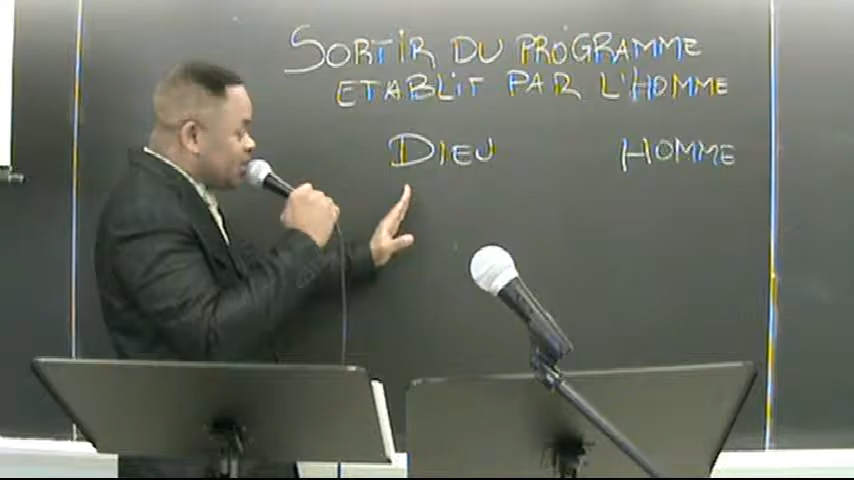 SORTIR DU PROGRAMME
ETABLIT PAR L'HOMME
DIEU HOMME